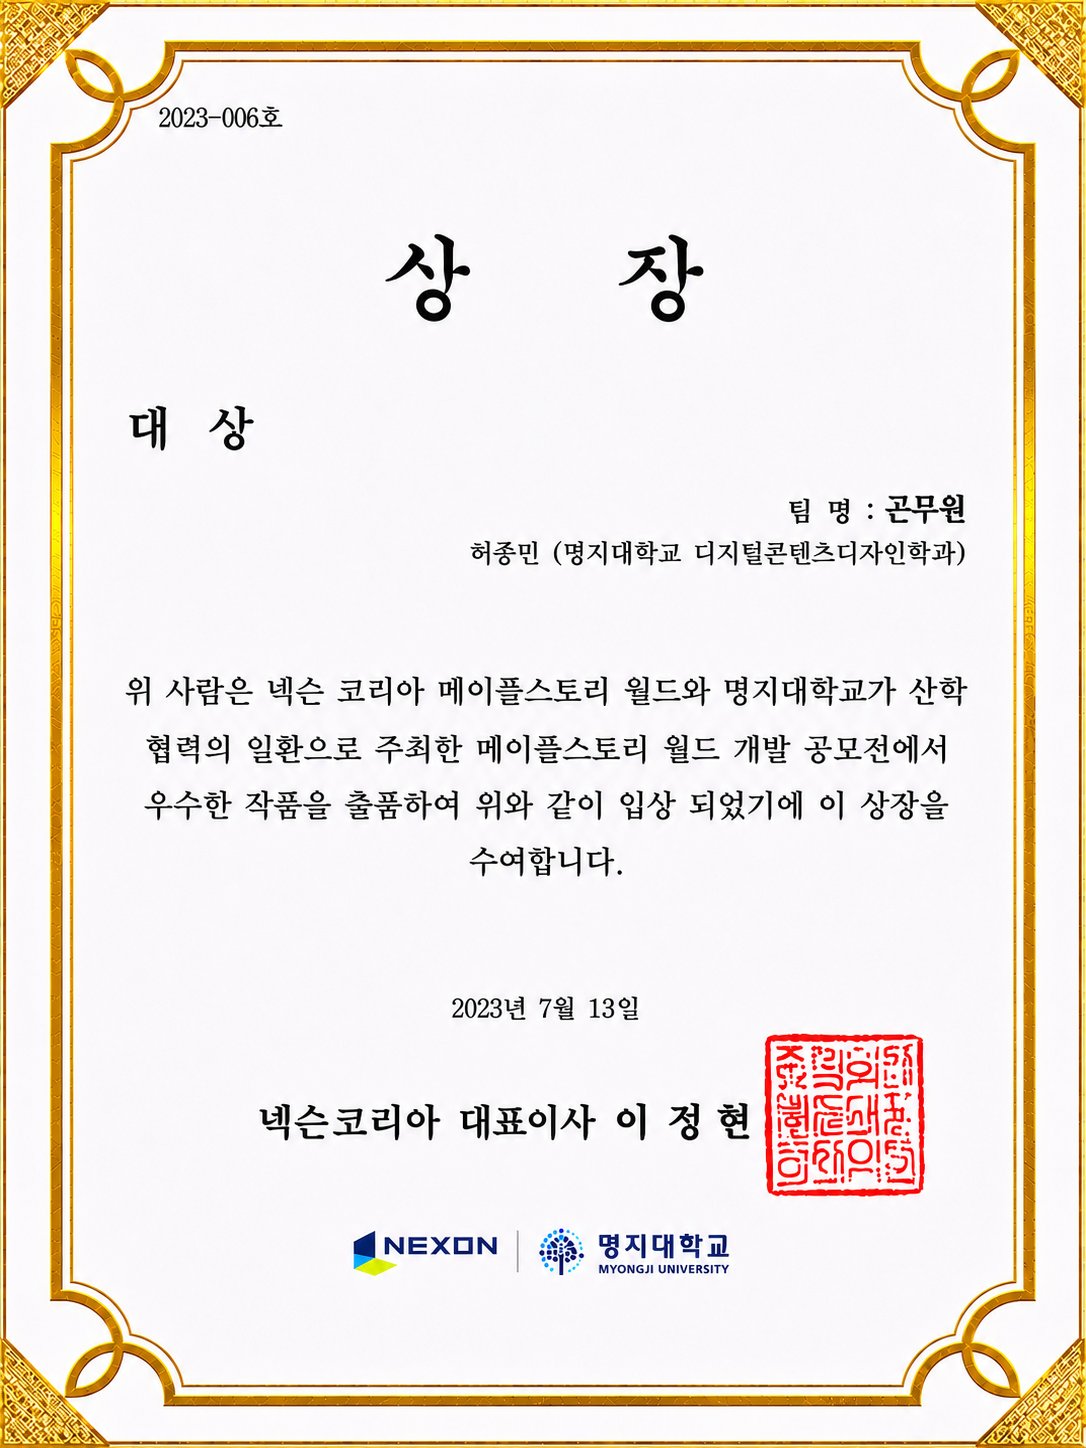 2023-006호
상 장
대 상
팀 명 : 곤무원
허종민 (명지대학교 디지털콘텐츠디자인학과)
위 사람은 넥슨 코리아 메이플스토리 월드와 명지대학교가 산학
협력의 일환으로 주최한 메이플스토리 월드 개발 공모전에서
우수한 작품을 출품하여 위와 같이 입상 되었기에 이 상장을
수여합니다.
2023년 7월 13일
넥슨코리아 대표이사 이 정 현
NEXON
명지대학교
MYONGJI UNIVERSITY